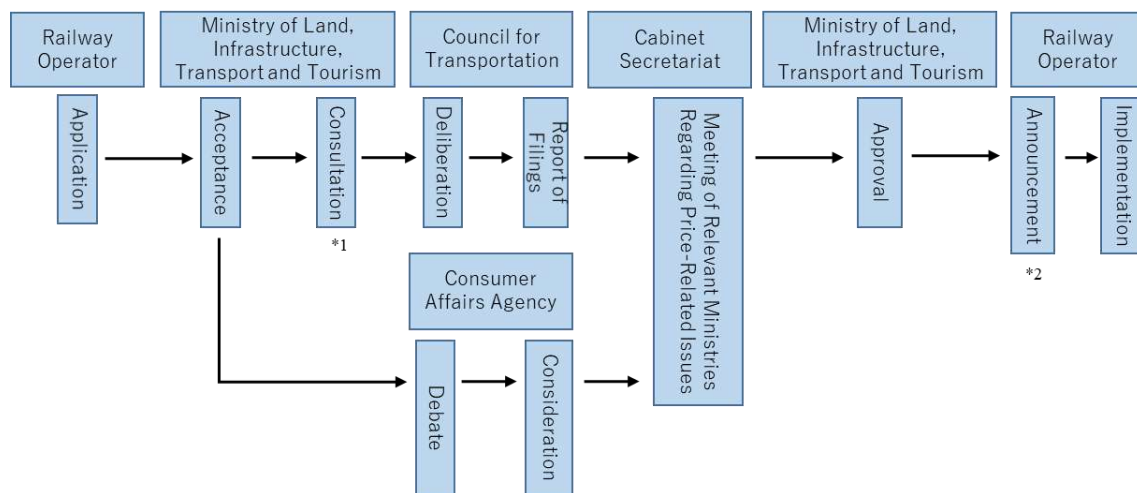 Railway
Operator
Ministry of Land,
Infrastructure,
Transport and Tourism
Council for
Transportation
Cabinet
Secretariat
Ministry of Land,
Infrastructure,
Transport and Tourism
Railway
Operator
Application
Acceptance
Consultation
*1
Deliberation
Report of
Filings
Meeting of Relevant Ministries
Regarding Price-Related Issues
Approval
Announcement
*2
Implementation
Consumer
Affairs Agency
Debate
Consideration